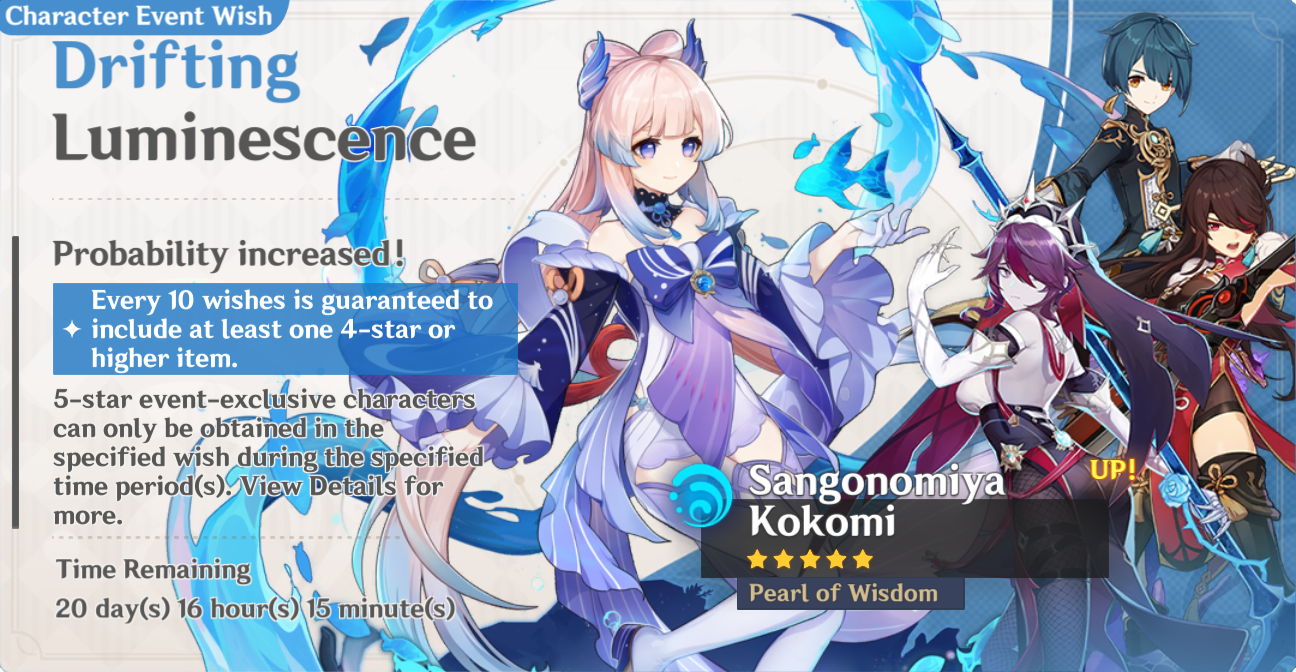 Character Event Wish
Drifting
Luminescence
Probability increased!
Every 10 wishes is guaranteed to
include at least one 4-star or
higher item.
5-star event-exclusive characters
can only be obtained in the
specified wish during the specified
time period(s). View Details for
more.
Time Remaining
20 day(s) 16 hour(s) 15 minute(s)
UP!
Sangonomiya
Kokomi
Pearl of Wisdom